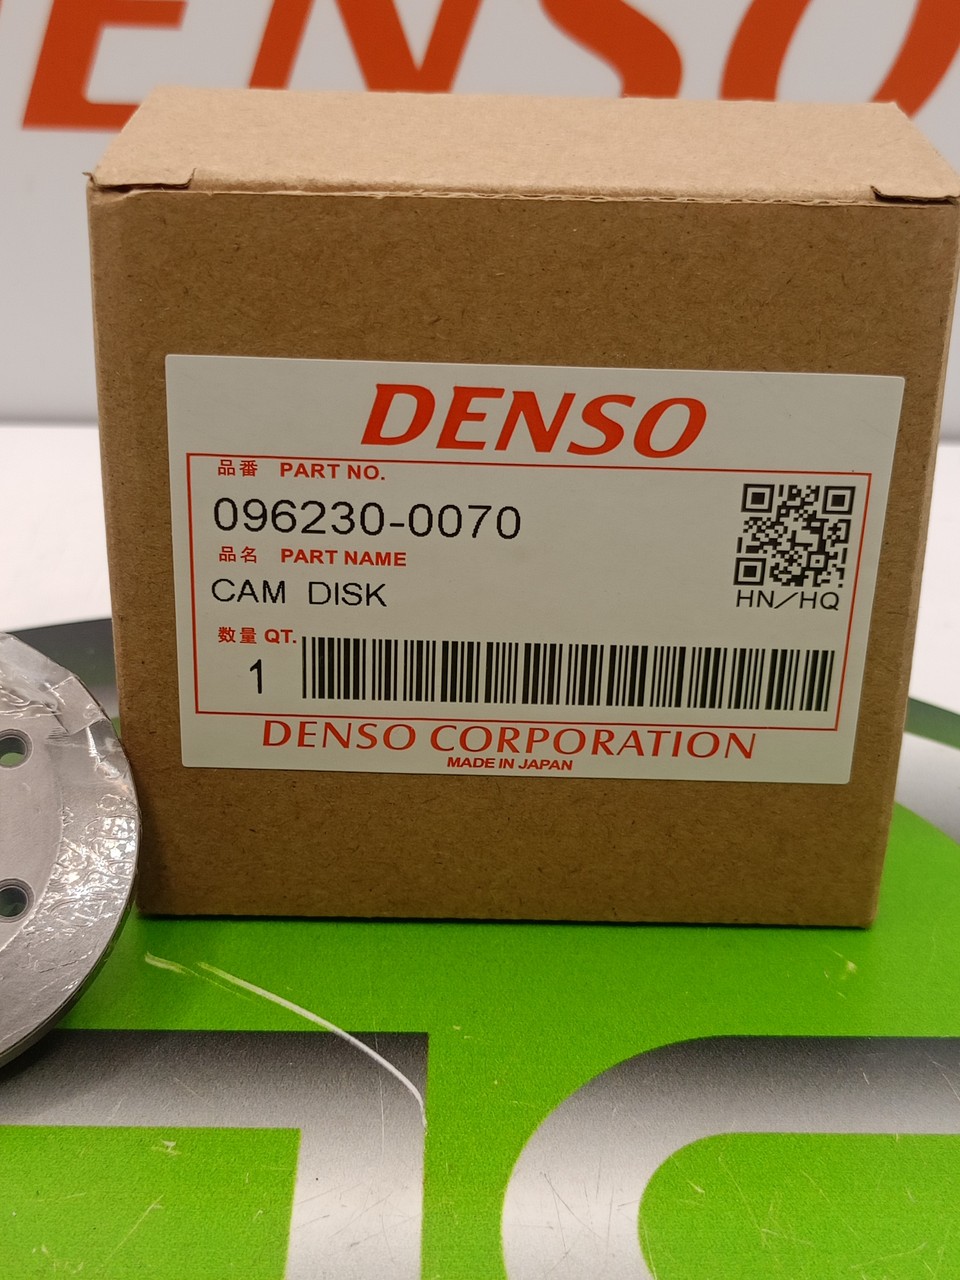 ENSO
DENSO
品番 PART NO.
096230-0070
品名 PART NAME
CAM DISK
HN/HQ
数量 QT.
1
DENSO CORPORATION
MADE IN JAPAN